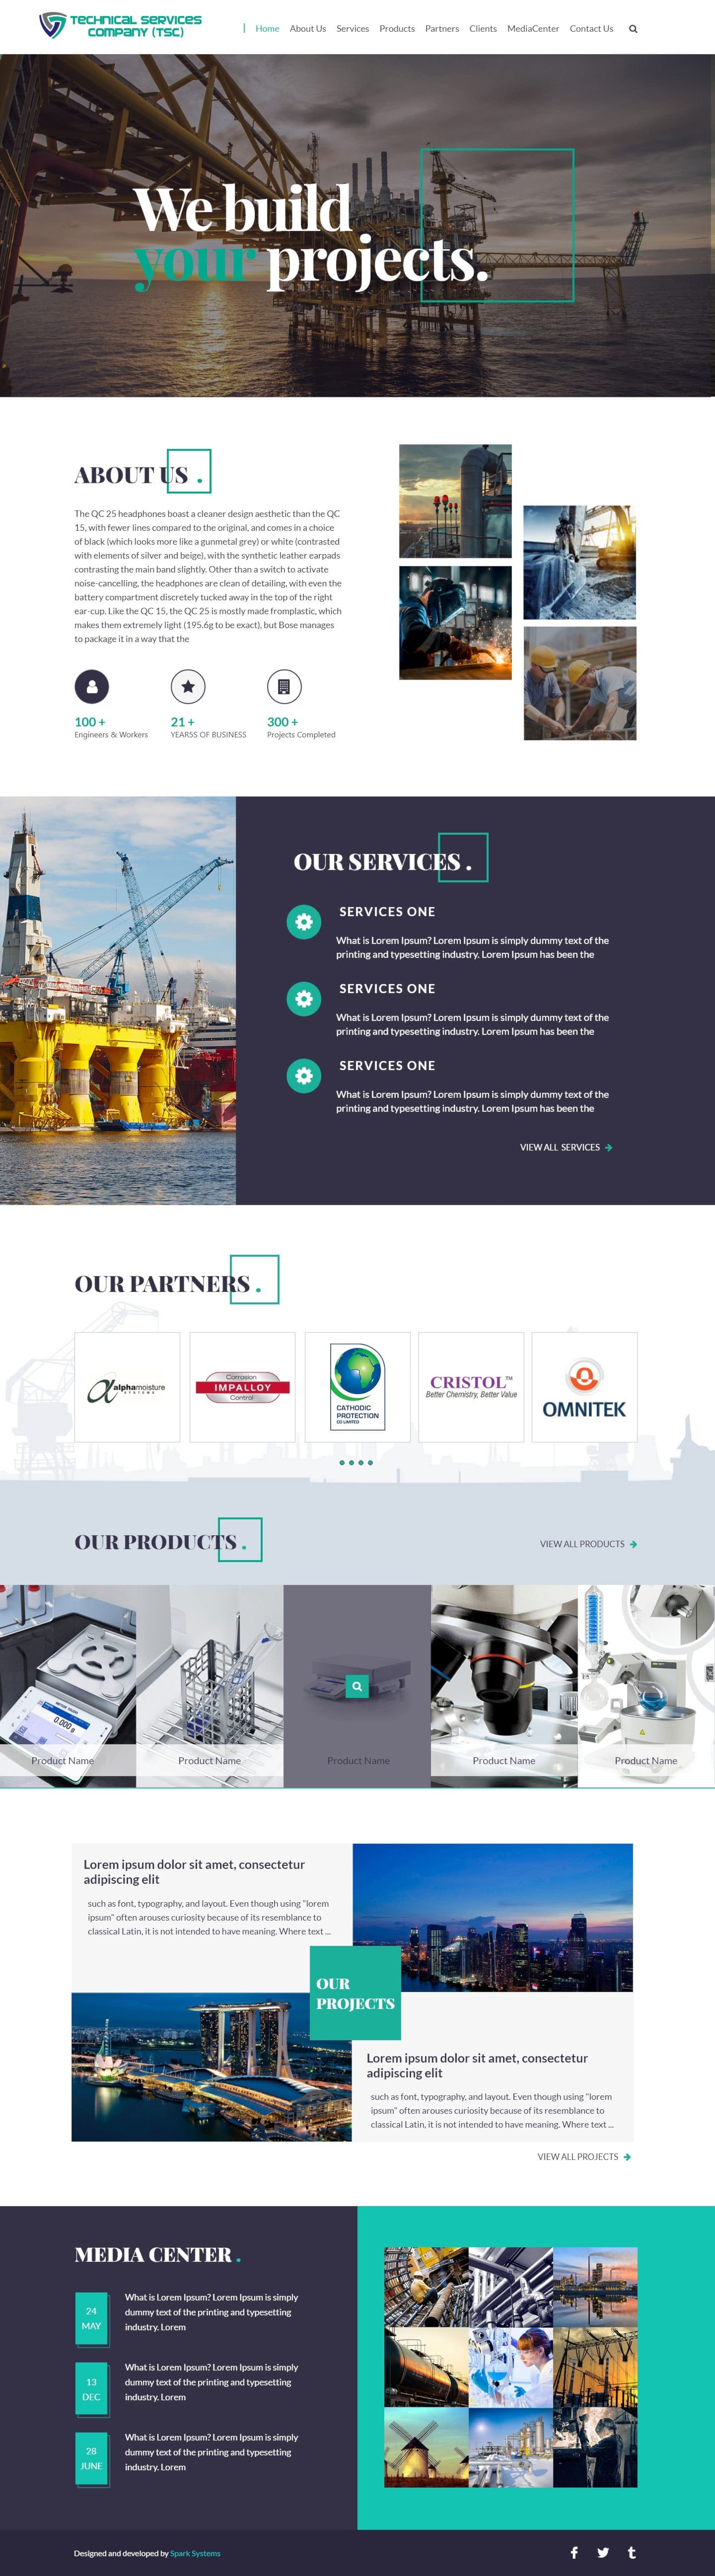 TECHNICAL SERVICES
COMPANY (TSC)
Home About Us Services Products Partners Clients MediaCenter Contact Us
We build
your projects.
ABOUT US .
The QC 25 headphones boast a cleaner design aesthetic than the QC
15, with fewer lines compared to the original, and comes in a choice
of black (which looks more like a gunmetal grey) or white (contrasted
with elements of silver and beige), with the synthetic leather earpads
contrasting the main band slightly. Other than a switch to activate
noise-cancelling, the headphones are clean of detailing, with even the
battery compartment discretely tucked away in the top of the right
ear-cup. Like the QC 15, the QC 25 is mostly made fromplastic, which
makes them extremely light (195.6g to be exact), but Bose manages
to package it in a way that the
100 + 21 + 300 +
Engineers & Workers YEARSS OF BUSINESS Projects Completed
OUR SERVICES .
SERVICES ONE
What is Lorem Ipsum? Lorem Ipsum is simply dummy text of the
printing and typesetting industry. Lorem Ipsum has been the
SERVICES ONE
What is Lorem Ipsum? Lorem Ipsum is simply dummy text of the
printing and typesetting industry. Lorem Ipsum has been the
SERVICES ONE
What is Lorem Ipsum? Lorem Ipsum is simply dummy text of the
printing and typesetting industry. Lorem Ipsum has been the
VIEW ALL SERVICES
OUR PARTNERS .
alphamoisture
SYSTEMS
Corrosion
IMPALLOY
Control
CATHODIC
PROTECTION
CO LIMITED
CRISTOL™
Better Chemistry, Better Value
OMNITEK
OUR PRODUCTS .
VIEW ALL PRODUCTS
0.000 g
Product Name Product Name Product Name Product Name Product Name
Lorem ipsum dolor sit amet, consectetur
adipiscing elit
such as font, typography, and layout. Even though using "lorem
ipsum" often arouses curiosity because of its resemblance to
classical Latin, it is not intended to have meaning. Where text ...
OUR
PROJECTS
Lorem ipsum dolor sit amet, consectetur
adipiscing elit
such as font, typography, and layout. Even though using "lorem
ipsum" often arouses curiosity because of its resemblance to
classical Latin, it is not intended to have meaning. Where text ...
VIEW ALL PROJECTS
MEDIA CENTER .
24
MAY
What is Lorem Ipsum? Lorem Ipsum is simply
dummy text of the printing and typesetting
industry. Lorem
13
DEC
What is Lorem Ipsum? Lorem Ipsum is simply
dummy text of the printing and typesetting
industry. Lorem
28
JUNE
What is Lorem Ipsum? Lorem Ipsum is simply
dummy text of the printing and typesetting
industry. Lorem
Designed and developed by Spark Systems